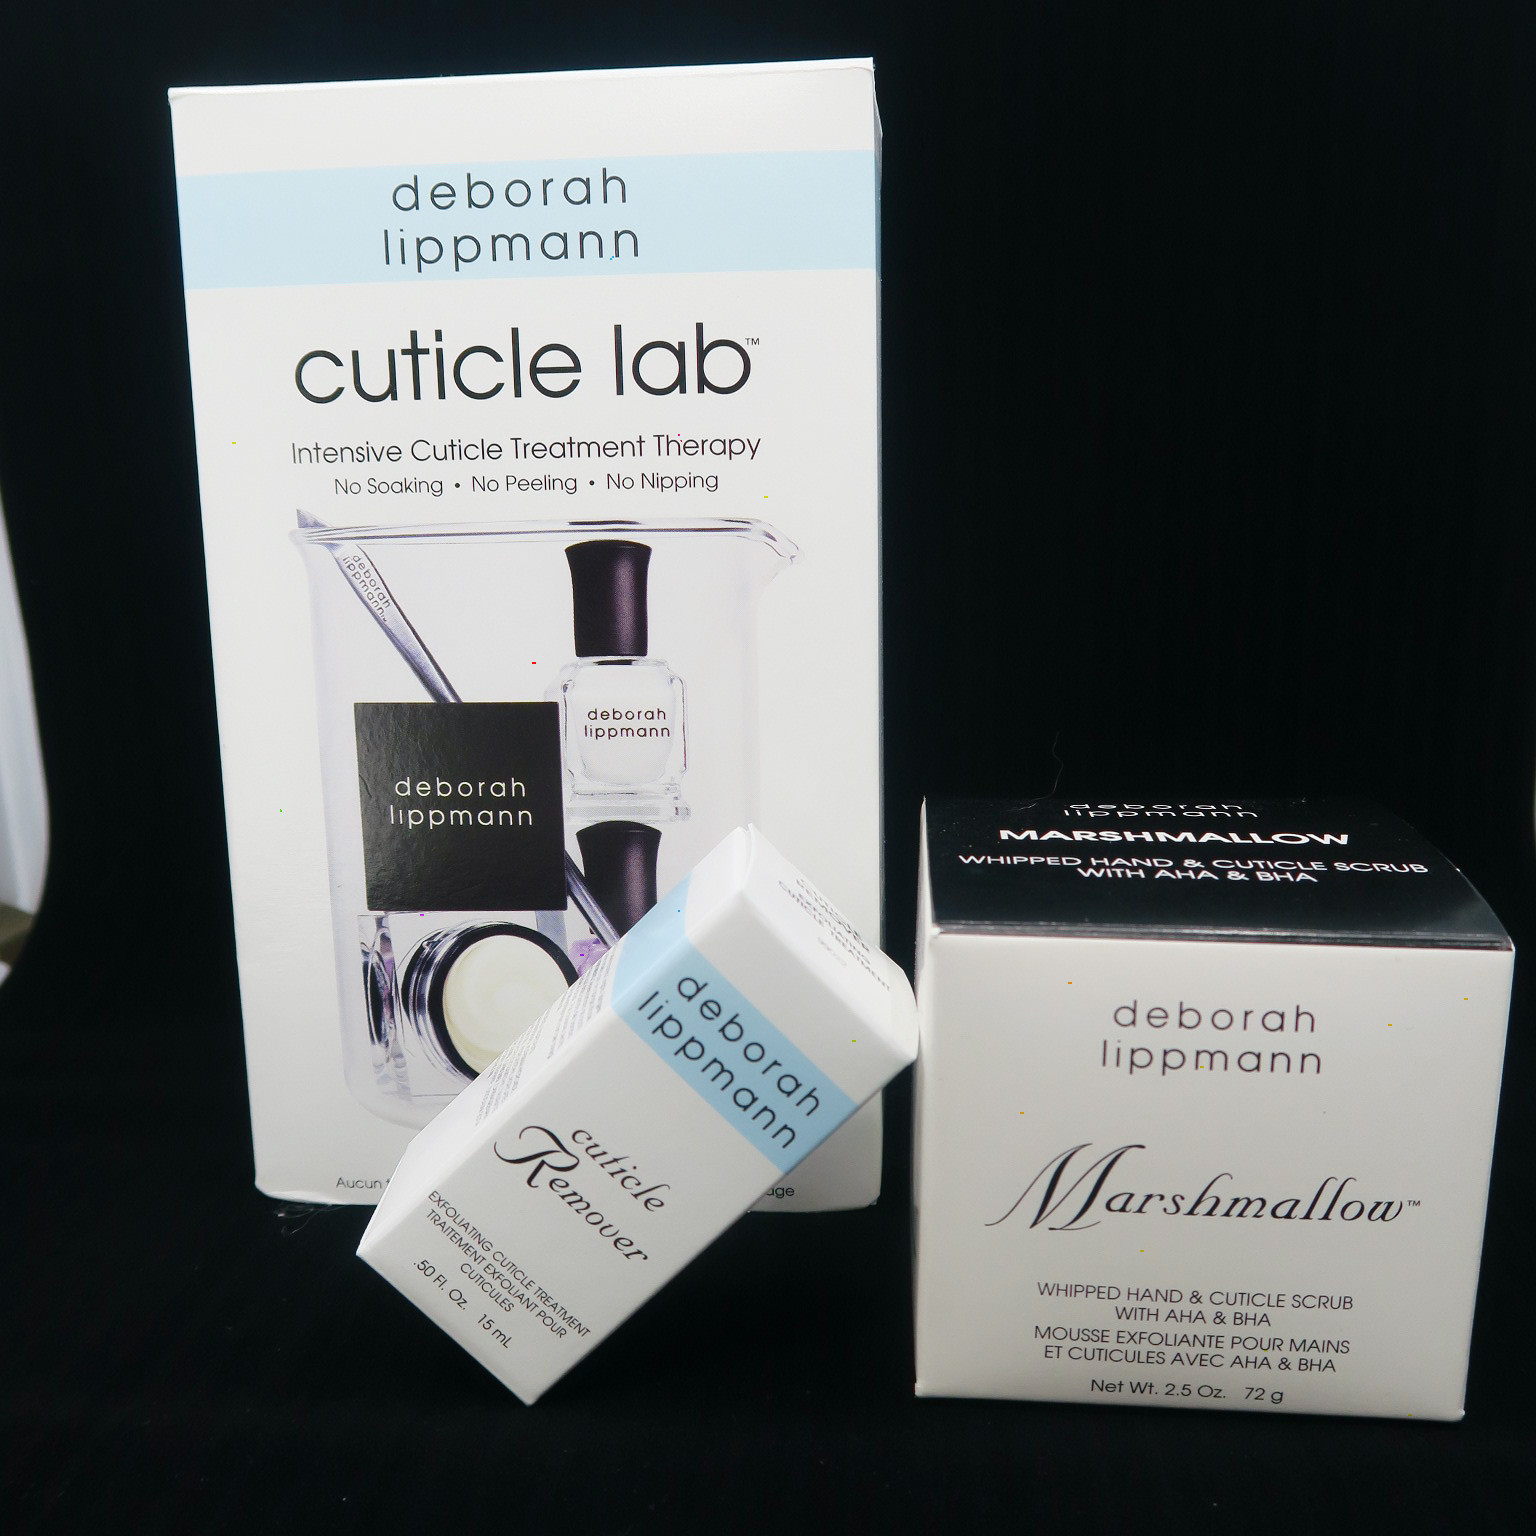 deborah
lippmann
cuticle lab™
Intensive Cuticle Treatment Therapy
No Soaking • No Peeling • No Nipping
deborah
lippmann
deborah
lippmann
deborah
lippmann
Aucun
deborah
lippmann
cuticle
Remover
EXFOLIATING CUTICLE TREATMENT
TRAITEMENT EXFOLIANT POUR
CUTICULES
.50 Fl. Oz. 15 mL
EXFOLIATING
CUTICLE TREATMENT
deborah
lippmann
MARSHMALLOW
WHIPPED HAND & CUTICLE SCRUB
WITH AHA & BHA
deborah
lippmann
Marshmallow™
WHIPPED HAND & CUTICLE SCRUB
WITH AHA & BHA
MOUSSE EXFOLIANTE POUR MAINS
ET CUTICULES AVEC AHA & BHA
Net Wt. 2.5 Oz. 72 g